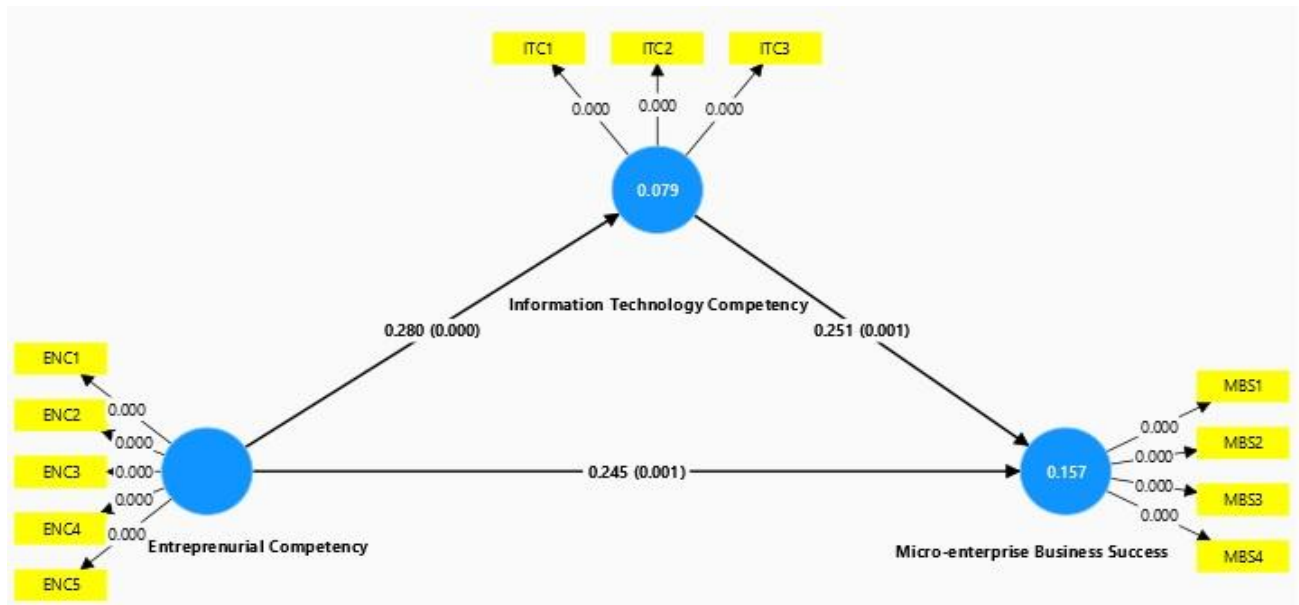 ITC1
ITC2
ITC3
0.000
0.000
0.000
0.079
Information Technology Competency
0.280 (0.000)
0.251 (0.001)
ENC1
ENC2
ENC3
ENC4
ENC5
0.000
0.000
0.000
0.000
0.000
Entreprenurial Competency
0.245 (0.001)
0.157
Micro-enterprise Business Success
0.000
0.000
0.000
0.000
MBS1
MBS2
MBS3
MBS4